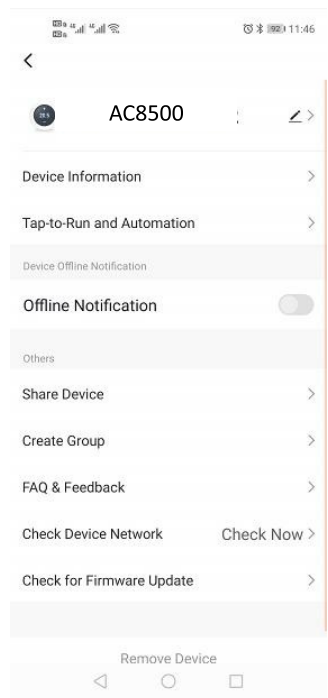 11:46
AC8500
Device Information
Tap-to-Run and Automation
Device Offline Notification
Offline Notification
Others
Share Device
Create Group
FAQ & Feedback
Check Device Network Check Now
Check for Firmware Update
Remove Device